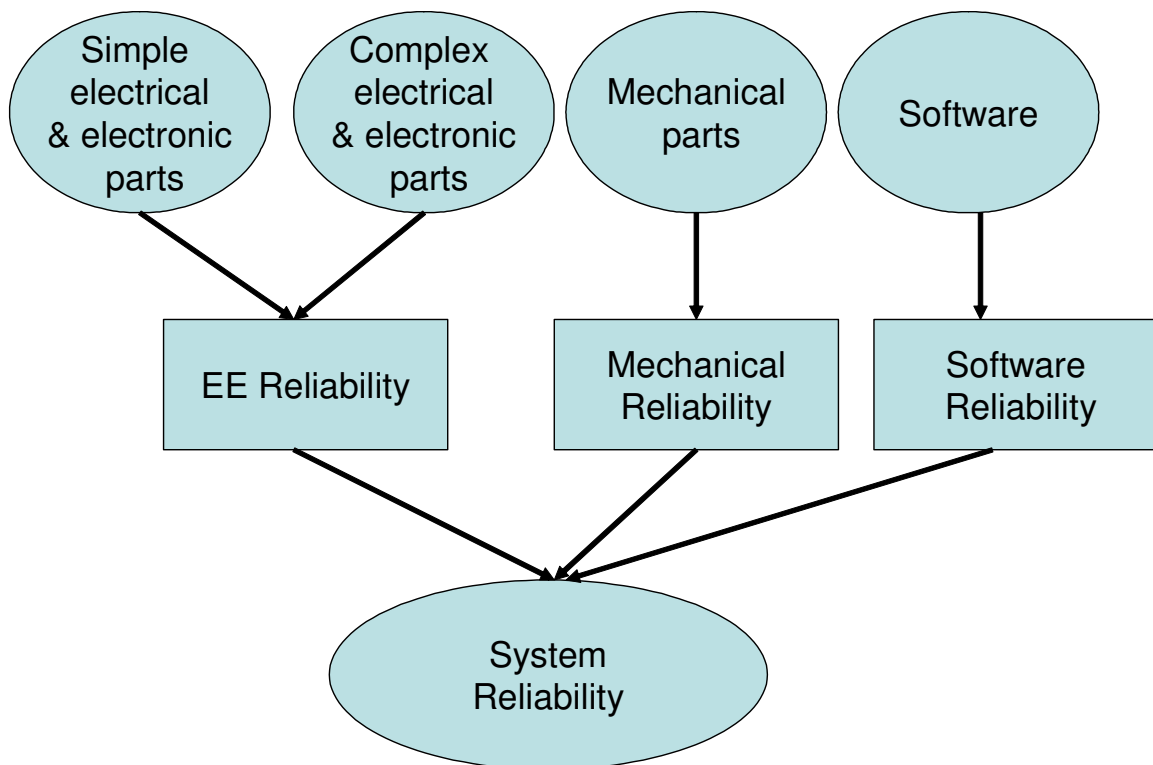 Simple
electrical
& electronic
parts
Complex
electrical
& electronic
parts
Mechanical
parts
Software
EE Reliability
Mechanical
Reliability
Software
Reliability
System
Reliability